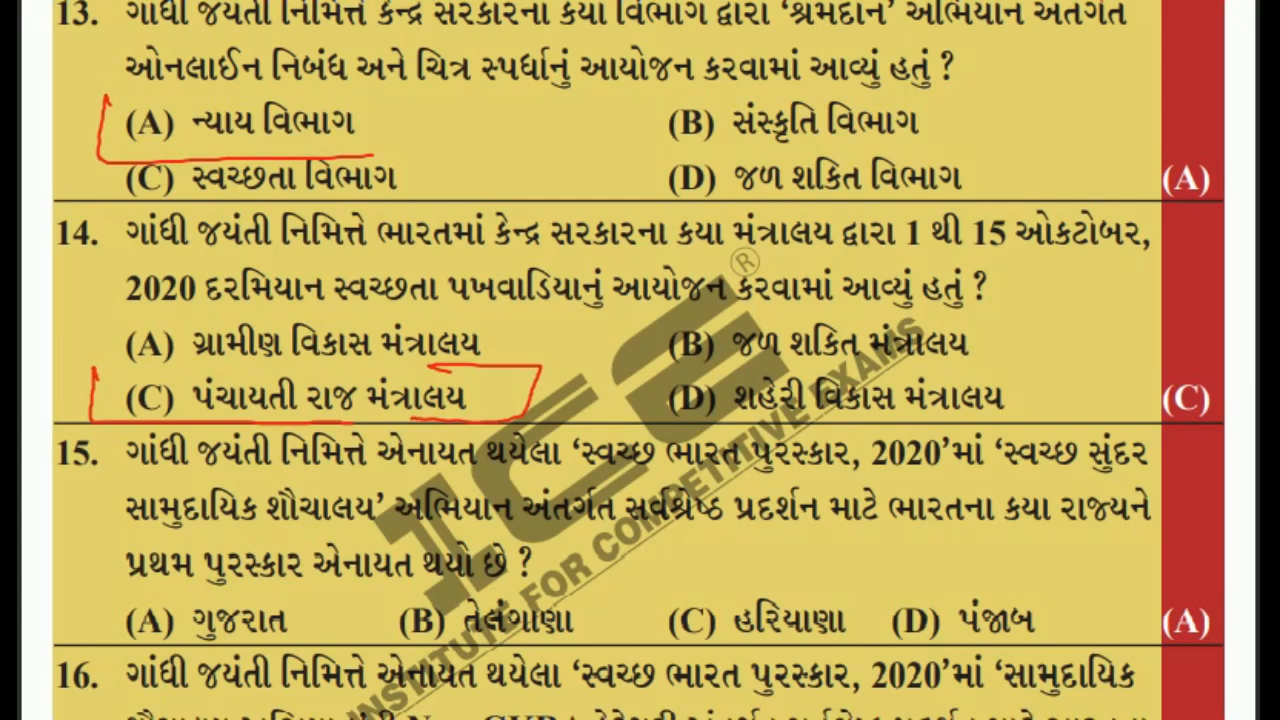 13. ગાંધી જયંતી નિમિત્તે કેન્દ્ર સરકારના કયા વિભાગ દ્વારા ‘શ્રમદાન’ અભિયાન અંતર્ગત
ઓનલાઈન નિબંધ અને ચિત્ર સ્પર્ધાનું આયોજન કરવામાં આવ્યું હતું ?
(A) ન્યાય વિભાગ (B) સંસ્કૃતિ વિભાગ
(C) સ્વચ્છતા વિભાગ (D) જળ શકિત વિભાગ (A)
14. ગાંધી જયંતી નિમિત્તે ભારતમાં કેન્દ્ર સરકારના કયા મંત્રાલય દ્વારા 1 થી 15 ઓકટોબર,
2020 દરમિયાન સ્વચ્છતા પખવાડિયાનું આયોજન કરવામાં આવ્યું હતું ?
(A) ગ્રામીણ વિકાસ મંત્રાલય (B) જળ શકિત મંત્રાલય
(C) પંચાયતી રાજ મંત્રાલય (D) શહેરી વિકાસ મંત્રાલય (C)
15. ગાંધી જયંતી નિમિત્તે એનાયત થયેલા ‘સ્વચ્છ ભારત પુરસ્કાર, 2020’માં ‘સ્વચ્છ સુંદર
સામુદાયિક શૌચાલય’ અભિયાન અંતર્ગત સર્વશ્રેષ્ઠ પ્રદર્શન માટે ભારતના કયા રાજ્યને
પ્રથમ પુરસ્કાર એનાયત થયો છે ?
(A) ગુજરાત (B) તેલંગાણા (C) હરિયાણા (D) પંજાબ (A)
16. ગાંધી જયંતી નિમિત્તે એનાયત થયેલા ‘સ્વચ્છ ભારત પુરસ્કાર, 2020’માં ‘સામુદાયિક
ICE ®
INSTITUTE FOR COMPETITIVE EXAMS